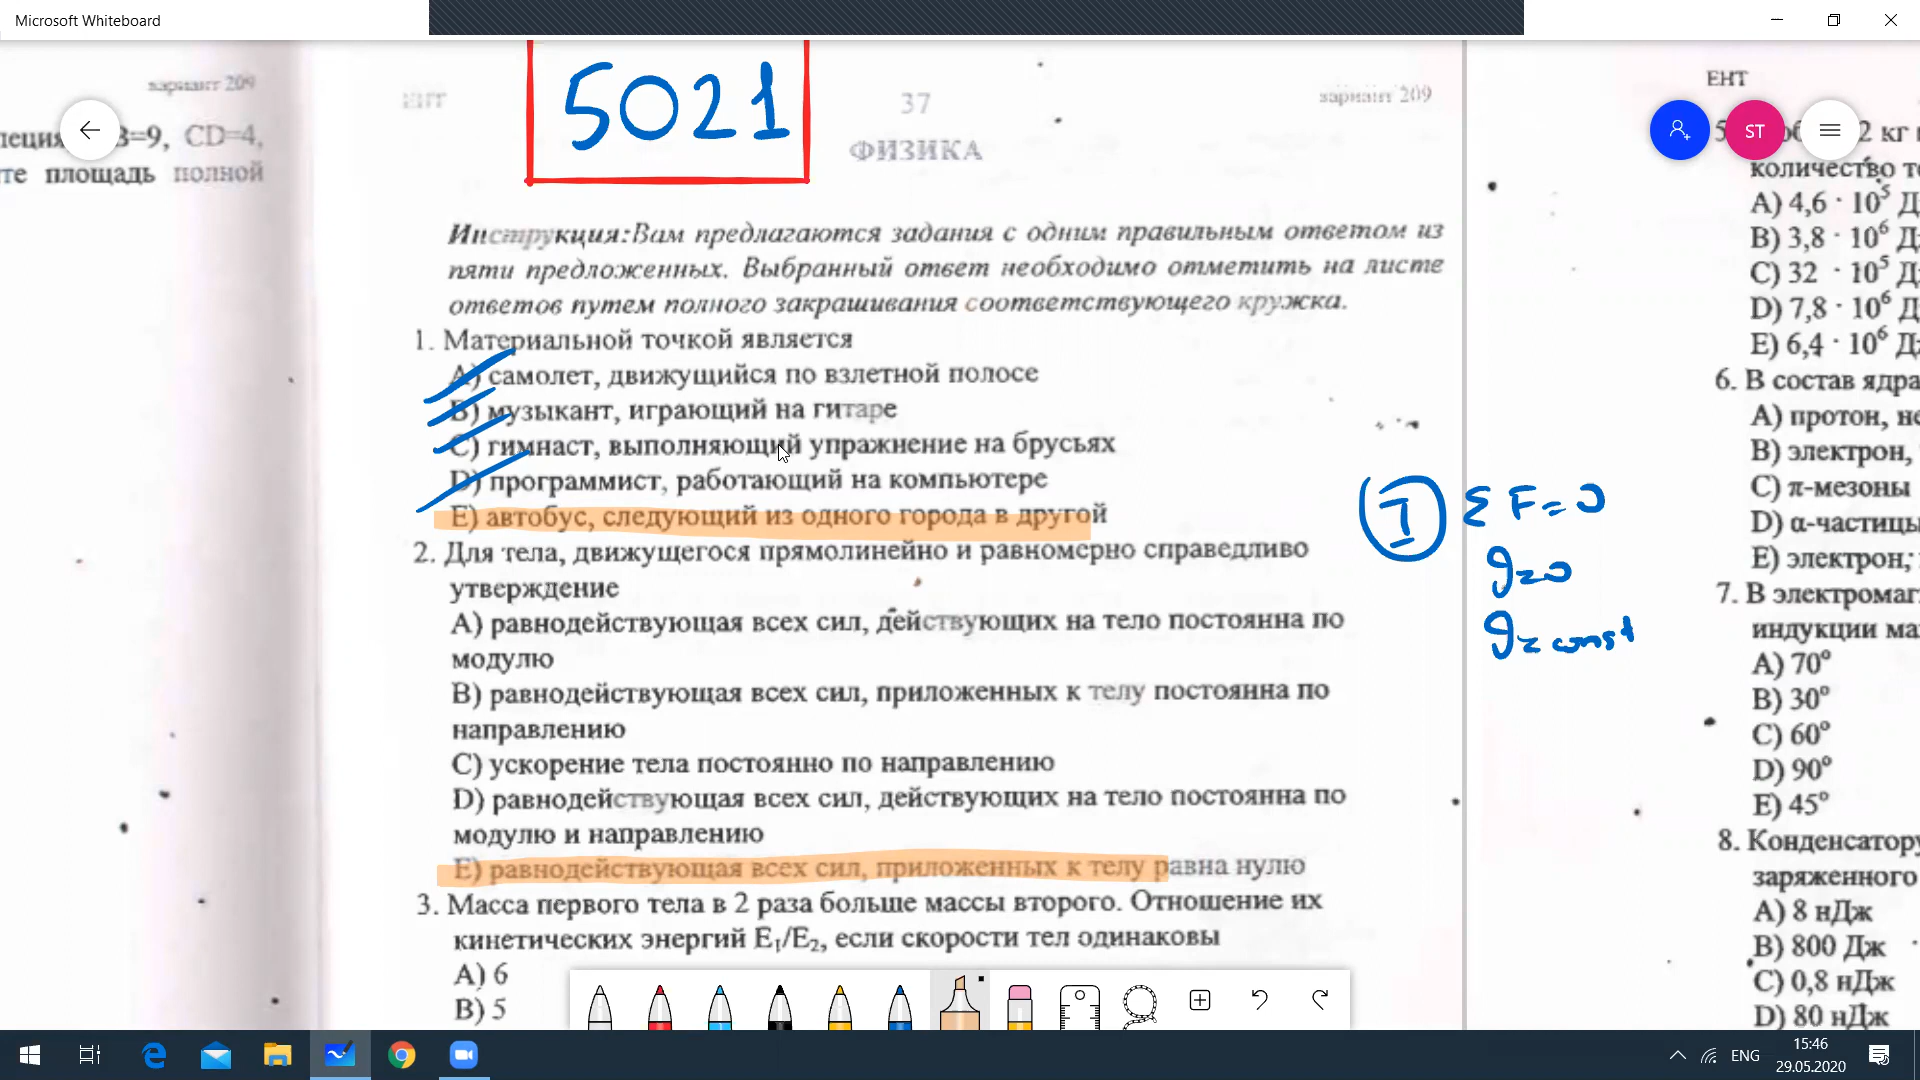 Microsoft Whiteboard
вариант 209
B=9, CD=4,
площадь полной
ЕНТ
5021
37
вариант 209
ФИЗИКА
Инструкция:Вам предлагаются задания с одним правильным ответом из
пяти предложенных. Выбранный ответ необходимо отметить на листе
ответов путем полного закрашивания соответствующего кружка.
1. Материальной точкой является
A) самолет, движущийся по взлетной полосе
B) музыкант, играющий на гитаре
C) гимнаст, выполняющий упражнение на брусьях
D) программист, работающий на компьютере
E) автобус, следующий из одного города в другой
2. Для тела, движущегося прямолинейно и равномерно справедливо
утверждение
A) равнодействующая всех сил, действующих на тело постоянна по
модулю
B) равнодействующая всех сил, приложенных к телу постоянна по
направлению
C) ускорение тела постоянно по направлению
D) равнодействующая всех сил, действующих на тело постоянна по
модулю и направлению
E) равнодействующая всех сил, приложенных к телу равна нулю
3. Масса первого тела в 2 раза больше массы второго. Отношение их
кинетических энергий E₁/E₂, если скорости тел одинаковы
A) 6
B) 5
I
ΣF=0
ϑ=0
ϑ=const
ЕНТ
ST
2 кг
количество
A) 4,6 · 10⁵
B) 3,8 · 10⁶
C) 32 · 10⁵
D) 7,8 · 10⁶
E) 6,4 · 10⁶
6. В состав ядра
A) протон,
B) электрон,
C) π-мезоны
D) α-частицы
E) электрон;
7. В
индукции
A) 70°
B) 30°
C) 60°
D) 90°
E) 45°
8. Конденсатору
заряженного
A) 8 нДж
B) 800 Дж
C) 0,8 нДж
D) 80 нДж
ENG
15:46
29.05.2020